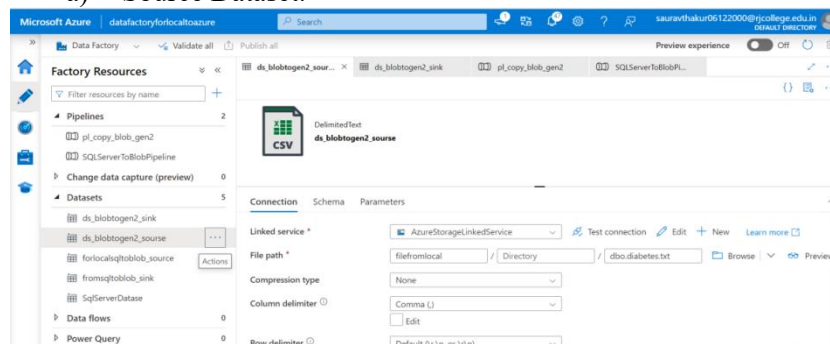 a) Source Dataset:
Microsoft Azure | datafactoryforlocaltoazure Search sauravthakur06122000@rjcollege.edu.in
DEFAULT DIRECTORY
Data Factory Validate all Publish all Preview experience Off
Factory Resources
Filter resources by name
Pipelines 2
pl_copy_blob_gen2
SQLServerToBlobPipeline
Change data capture (preview) 0
Datasets 5
ds_blobtogen2_sink
ds_blobtogen2_sourse
forlocalsqltoblob_source
Actions
fromsqltoblob_sink
SqlServerDatase
Data flows 0
Power Query 0
ds_blobtogen2_sour... ds_blobtogen2_sink pl_copy_blob_gen2 SQLServerToBlobPi...
CSV
DelimitedText
ds_blobtogen2_sourse
Connection Schema Parameters
Linked service * AzureStorageLinkedService Test connection Edit New Learn more
File path * filefromlocal / Directory / dbo.diabetes.txt Browse Preview
Compression type None
Column delimiter Comma (,)
Edit
Row delimiter